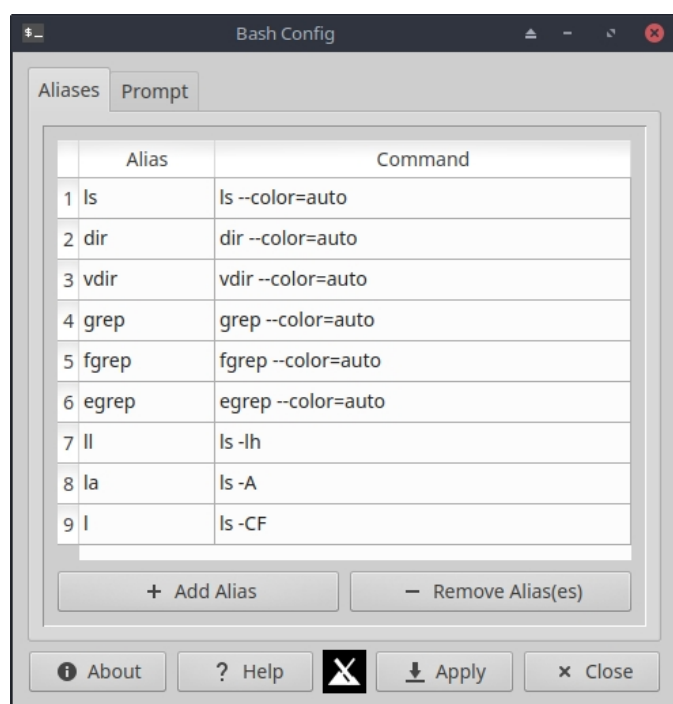 $_ Bash Config
Aliases Prompt
Alias Command
1 ls ls --color=auto
2 dir dir --color=auto
3 vdir vdir --color=auto
4 grep grep --color=auto
5 fgrep fgrep --color=auto
6 egrep egrep --color=auto
7 ll ls -lh
8 la ls -A
9 l ls -CF
+ Add Alias − Remove Alias(es)
About ? Help Apply × Close